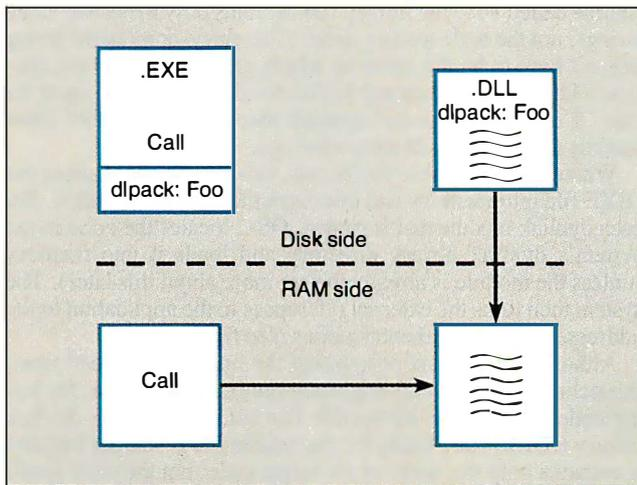 .EXE
Call
dlpack: Foo
.DLL
dlpack: Foo
Disk side
RAM side
Call